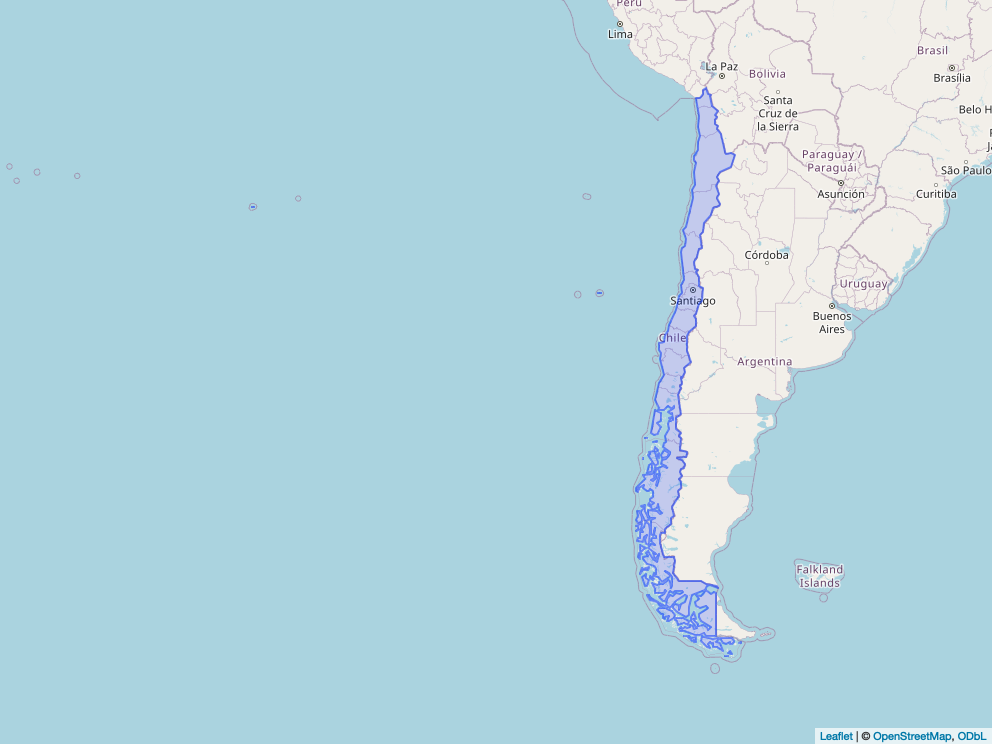 Peru
Lima
La Paz
Bolivia
Brasil
Brasília
Santa
Cruz de
la Sierra
Belo H
Paraguay /
Paraguái
São Paulo
Asunción
Curitiba
Córdoba
Uruguay
Santiago
Buenos
Aires
Chile
Argentina
Falkland
Islands
Leaflet | © OpenStreetMap, ODbL